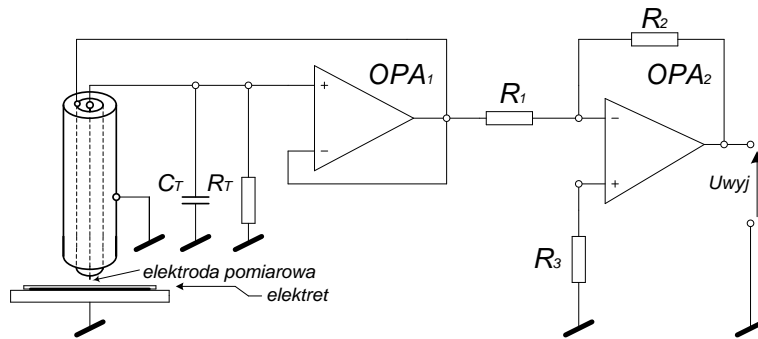 R2
OPA1
OPA2
R1
+
−
−
+
CT
RT
Uwyj
R3
elektroda pomiarowa
elektret